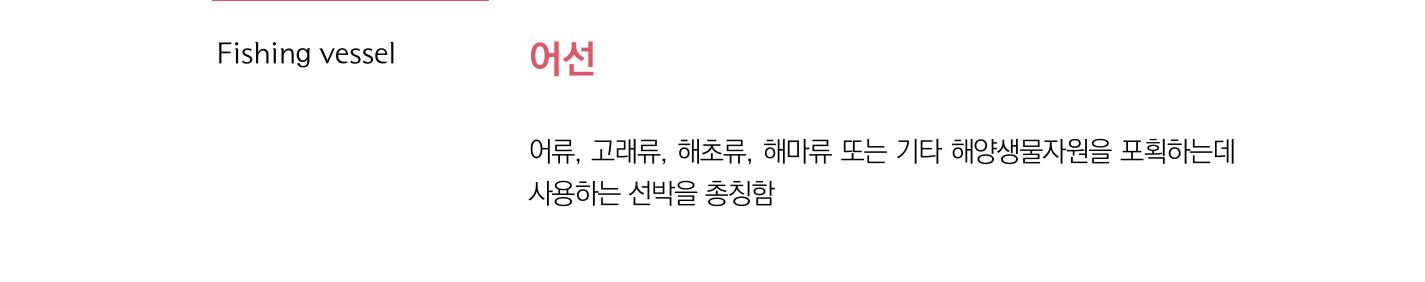 Fishing vessel
어선
어류, 고래류, 해초류, 해마류 또는 기타 해양생물자원을 포획하는데
사용하는 선박을 총칭함